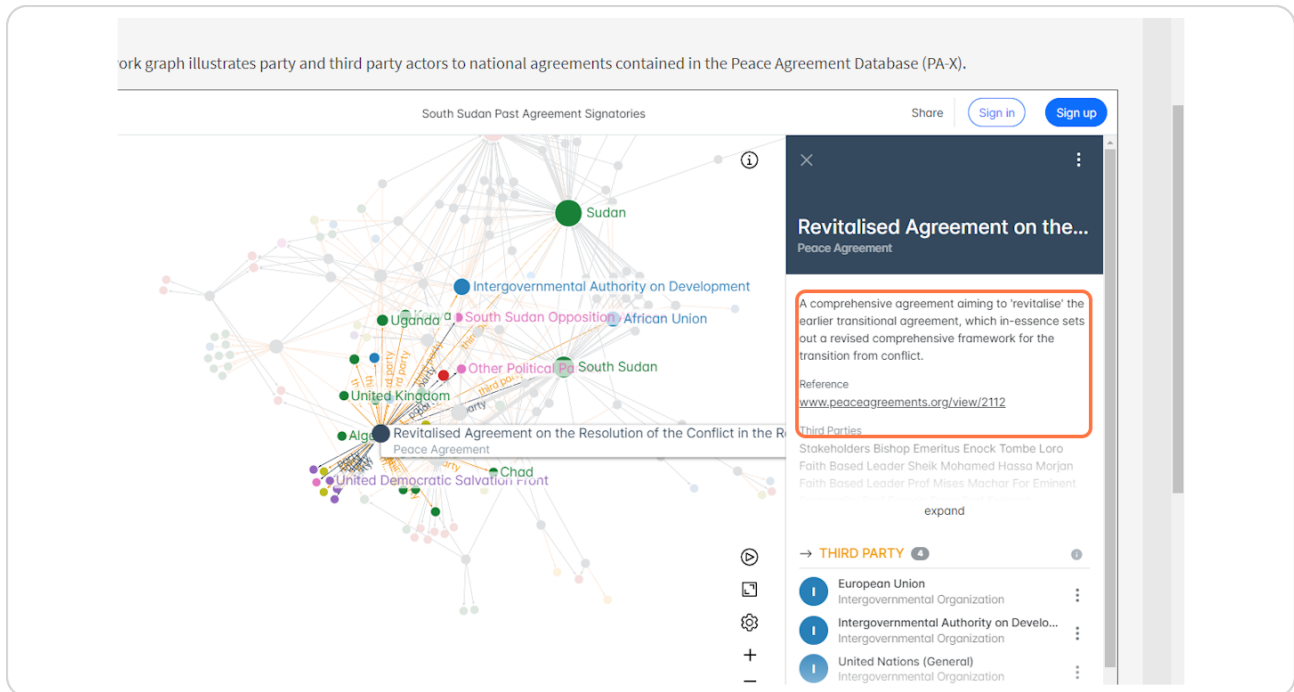 ork graph illustrates party and third party actors to national agreements contained in the Peace Agreement Database (PA-X).
South Sudan Past Agreement Signatories
Share
Sign in
Sign up
Sudan
Intergovernmental Authority on Development
Uganda
Kenya
South Sudan Opposition
African Union
Other Political Pa
South Sudan
third party
party
United Kingdom
Alge
Revitalised Agreement on the Resolution of the Conflict in the R
Peace Agreement
Chad
United Democratic Salvation Front
Revitalised Agreement on the...
Peace Agreement
A comprehensive agreement aiming to 'revitalise' the
earlier transitional agreement, which in-essence sets
out a revised comprehensive framework for the
transition from conflict.
Reference
www.peaceagreements.org/view/2112
Third Parties
Stakeholders Bishop Emeritus Enock Tombe Loro
Faith Based Leader Sheik Mohamed Hassa Morjan
Faith Based Leader Prof Mises Machar For Eminent
expand
→ THIRD PARTY 4
I
European Union
Intergovernmental Organization
I
Intergovernmental Authority on Develo...
Intergovernmental Organization
I
United Nations (General)
Intergovernmental Organization